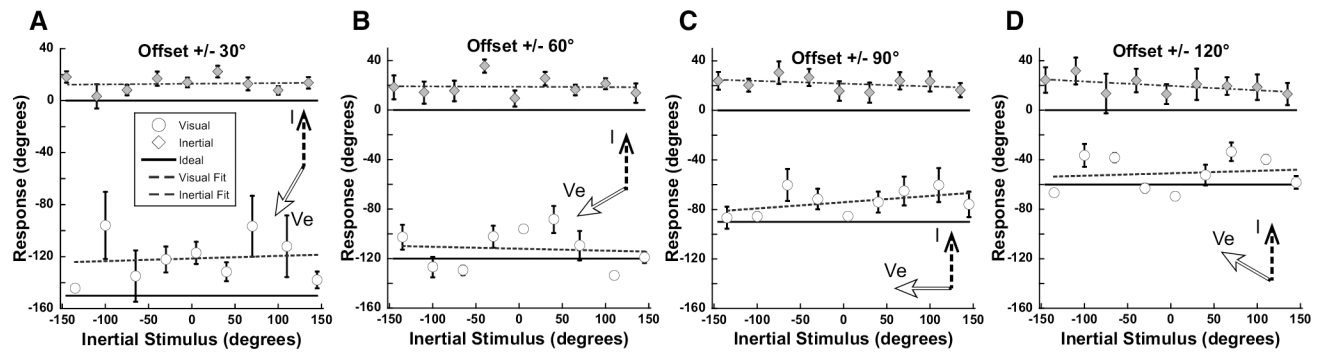 A
Offset +/- 30°
Response (degrees)
40
0
-40
-80
-120
-160
Visual
Inertial
Ideal
Visual Fit
Inertial Fit
I
Ve
-100 -50 0 50 100 150
Inertial Stimulus (degrees)
B
Offset +/- 60°
Response (degrees)
40
0
-40
-80
-120
-160
I
Ve
-150 -100 -50 0 50 100 150
Inertial Stimulus (degrees)
C
Offset +/- 90°
Response (degrees)
40
0
-40
-80
-120
-160
I
Ve
-100 -50 0 50 100 150
Inertial Stimulus (degrees)
D
Offset +/- 120°
Response (degrees)
40
0
-40
-80
-120
-160
I
Ve
-150 -100 -50 0 50 100 150
Inertial Stimulus (degrees)